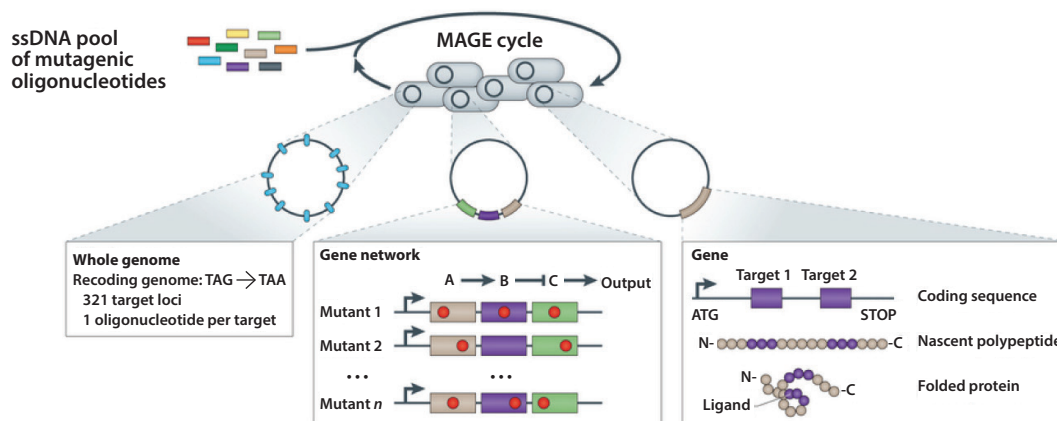 ssDNA pool
of mutagenic
oligonucleotides
MAGE cycle
Whole genome
Recoding genome: TAG → TAA
321 target loci
1 oligonucleotide per target
Gene network
A → B ⊣ C → Output
Mutant 1
Mutant 2
... ...
Mutant n
Gene
Target 1 Target 2
ATG STOP Coding sequence
N- -C Nascent polypeptide
N- -C Folded protein
Ligand